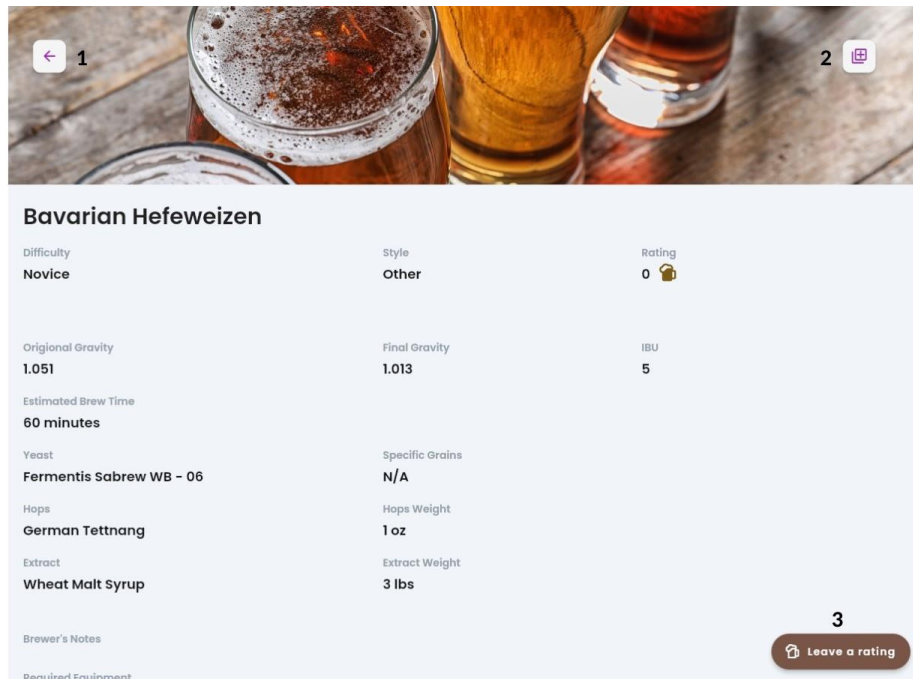 1
2
Bavarian Hefeweizen
Difficulty Style Rating
Novice Other 0
Origional Gravity Final Gravity IBU
1.051 1.013 5
Estimated Brew Time
60 minutes
Yeast Specific Grains
Fermentis Sabrew WB - 06 N/A
Hops Hops Weight
German Tettnang 1 oz
Extract Extract Weight
Wheat Malt Syrup 3 lbs
3
Brewer's Notes
Leave a rating
Required Equipment